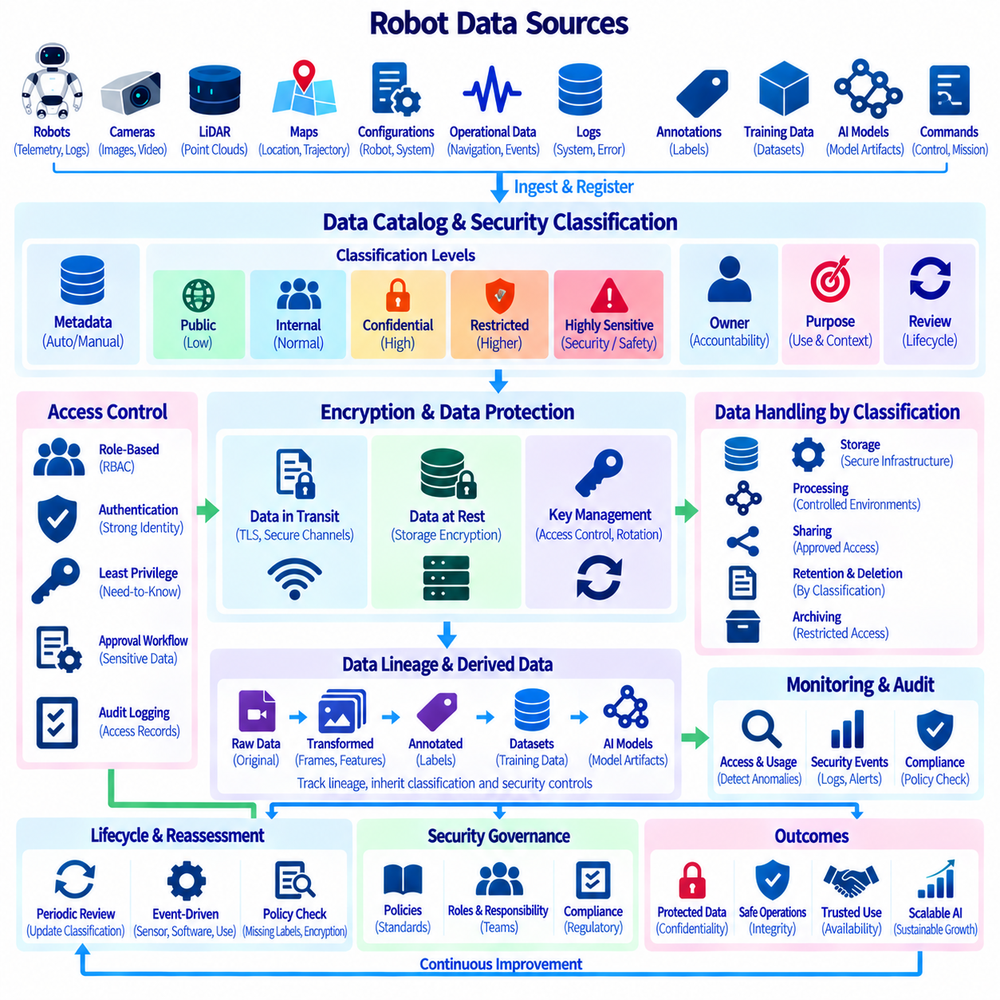 Robot Data Sources
Robots
(Telemetry, Logs)
Cameras
(Images, Video)
LiDAR
(Point Clouds)
Maps
(Location, Trajectory)
Configurations
(Robot, System)
Operational Data
(Navigation, Events)
Logs
(System, Error)
Annotations
(Labels)
Training Data
(Datasets)
AI Models
(Model Artifacts)
Commands
(Control, Mission)
Ingest & Register
Data Catalog & Security Classification
Metadata
(Auto/Manual)
Classification Levels
Public
(Low)
Internal
(Normal)
Confidential
(High)
Restricted
(Higher)
Highly Sensitive
(Security / Safety)
Owner
(Accountability)
Purpose
(Use & Context)
Review
(Lifecycle)
Access Control
Role-Based
(RBAC)
Authentication
(Strong Identity)
Least Privilege
(Need-to-Know)
Approval Workflow
(Sensitive Data)
Audit Logging
(Access Records)
Encryption & Data Protection
Data in Transit
(TLS, Secure Channels)
Data at Rest
(Storage Encryption)
Key Management
(Access Control, Rotation)
Data Handling by Classification
Storage
(Secure Infrastructure)
Processing
(Controlled Environments)
Sharing
(Approved Access)
Retention & Deletion
(By Classification)
Archiving
(Restricted Access)
Data Lineage & Derived Data
Raw Data
(Original)
Transformed
(Frames, Features)
Annotated
(Labels)
Datasets
(Training Data)
AI Models
(Model Artifacts)
Track lineage, inherit classification and security controls
Monitoring & Audit
Access & Usage
(Detect Anomalies)
Security Events
(Logs, Alerts)
Compliance
(Policy Check)
Lifecycle & Reassessment
Periodic Review
(Update Classification)
Event-Driven
(Sensor, Software, Use)
Policy Check
(Missing Labels, Encryption)
Security Governance
Policies
(Standards)
Roles & Responsibility
(Teams)
Compliance
(Regulatory)
Outcomes
Protected Data
(Confidentiality)
Safe Operations
(Integrity)
Trusted Use
(Availability)
Scalable AI
(Sustainable Growth)
Continuous Improvement